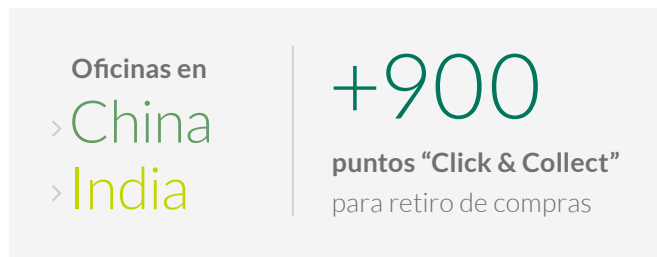 Oficinas en
China
India
+900
puntos “Click & Collect”
para retiro de compras